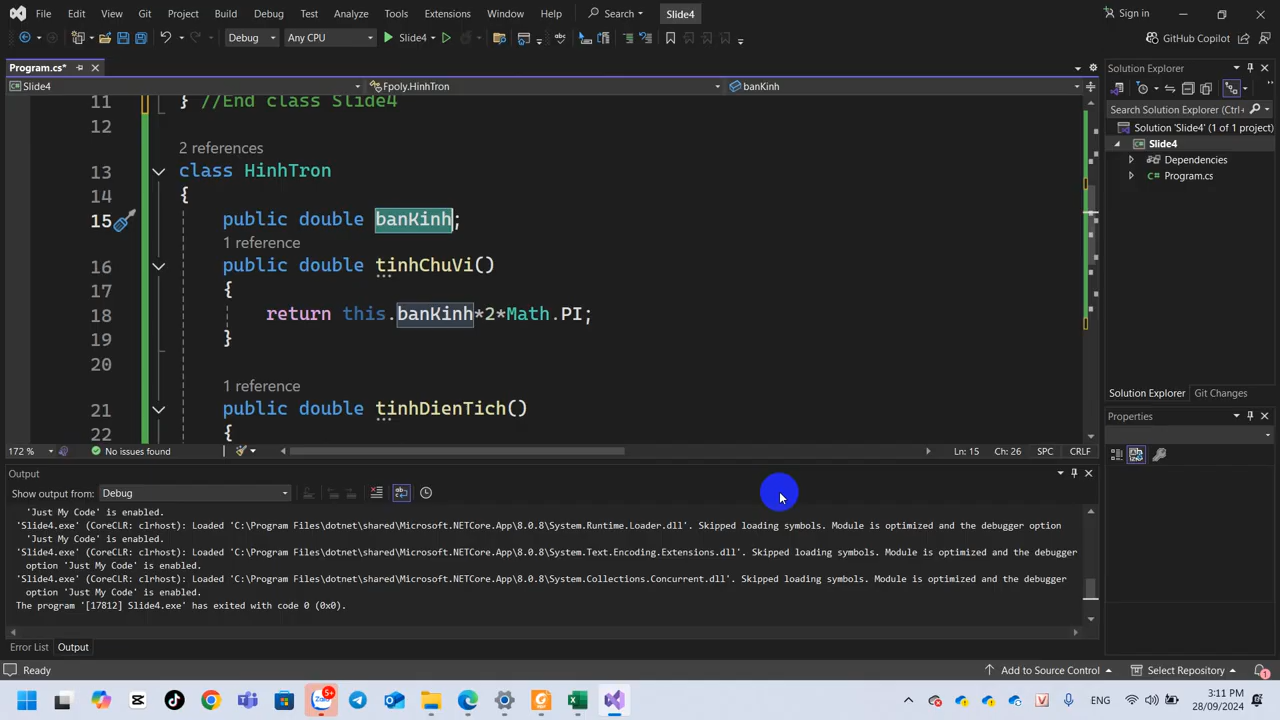 File Edit View Git Project Build Debug Test Analyze Tools Extensions Window Help Search Slide4 Sign in
Debug Any CPU Slide4 GitHub Copilot
Program.cs* Solution Explorer
Slide4 Fpoly.HinhTron banKinh
Search Solution Explorer (Ctrl+
Solution 'Slide4' (1 of 1 project)
Slide4
Dependencies
Program.cs
11 } //End class Slide4
12
2 references
13 class HinhTron
14 {
15 public double banKinh;
1 reference
16 public double tinhChuVi()
17 {
18 return this.banKinh*2*Math.PI;
19 }
20
1 reference
21 public double tinhDienTich()
22 {
Solution Explorer Git Changes
Properties
172 % No issues found Ln: 15 Ch: 26 SPC CRLF
Output
Show output from: Debug
'Just My Code' is enabled.
'Slide4.exe' (CoreCLR: clrhost): Loaded 'C:\Program Files\dotnet\shared\Microsoft.NETCore.App\8.0.8\System.Runtime.Loader.dll'. Skipped loading symbols. Module is optimized and the debugger option
'Just My Code' is enabled.
'Slide4.exe' (CoreCLR: clrhost): Loaded 'C:\Program Files\dotnet\shared\Microsoft.NETCore.App\8.0.8\System.Text.Encoding.Extensions.dll'. Skipped loading symbols. Module is optimized and the debugger
option 'Just My Code' is enabled.
'Slide4.exe' (CoreCLR: clrhost): Loaded 'C:\Program Files\dotnet\shared\Microsoft.NETCore.App\8.0.8\System.Collections.Concurrent.dll'. Skipped loading symbols. Module is optimized and the debugger
option 'Just My Code' is enabled.
The program '[17812] Slide4.exe' has exited with code 0 (0x0).
Error List Output
Ready Add to Source Control Select Repository 1
Zalo 5+ ENG 3:11 PM
28/09/2024